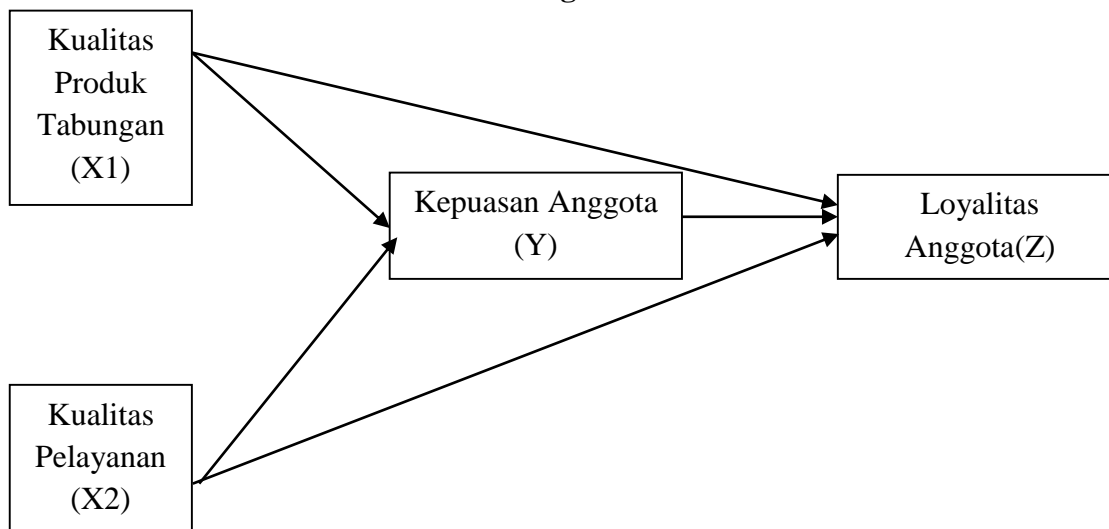 Kualitas
Produk
Tabungan
(X1)
Kepuasan Anggota
(Y)
Loyalitas
Anggota(Z)
Kualitas
Pelayanan
(X2)